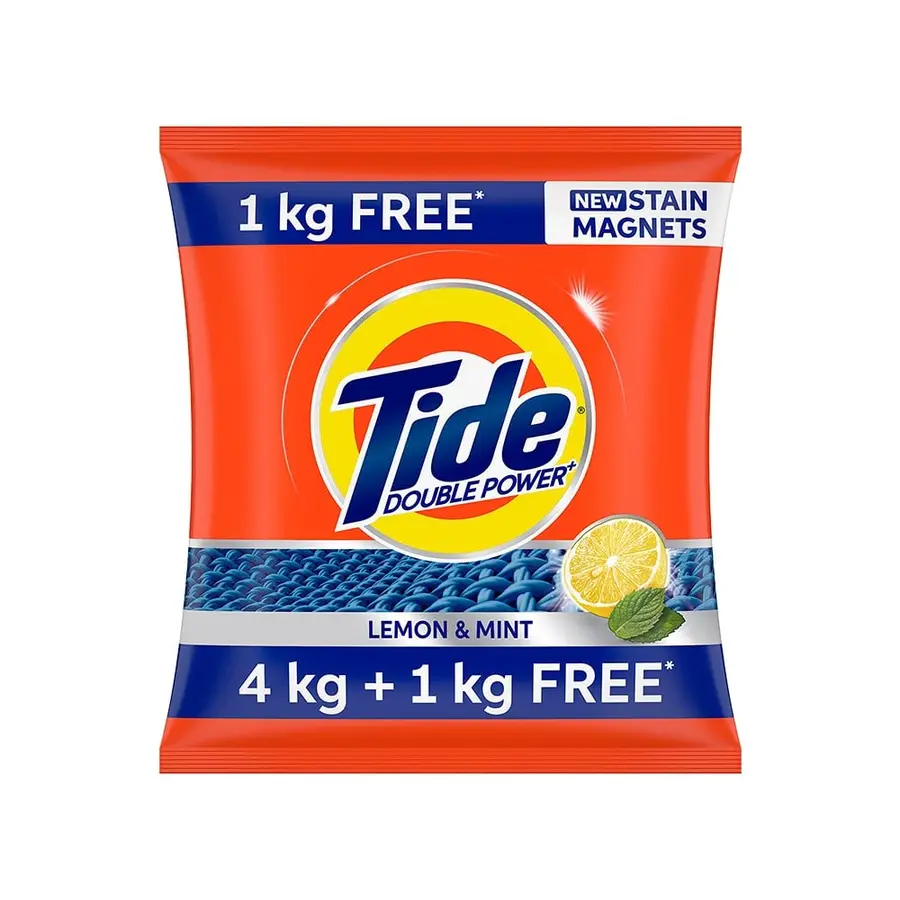 1 kg FREE*
NEW STAIN
MAGNETS
Tide®
DOUBLE POWER+
LEMON & MINT
4 kg + 1 kg FREE*